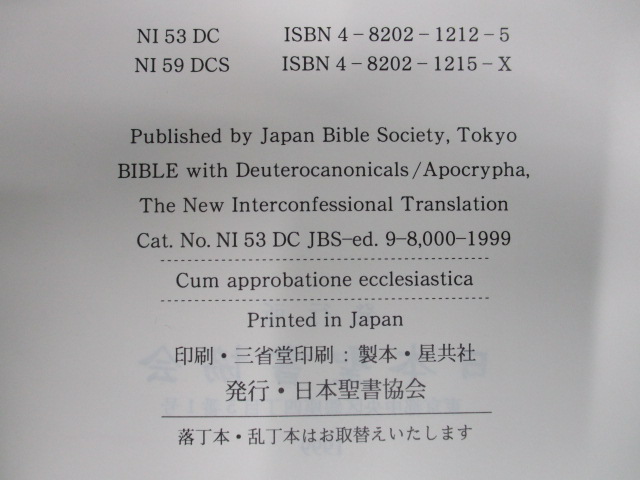 NI 53 DC ISBN 4-8202-1212-5
NI 59 DCS ISBN 4-8202-1215-X
Published by Japan Bible Society, Tokyo
BIBLE with Deuterocanonicals/Apocrypha,
The New Interconfessional Translation
Cat. No. NI 53 DC JBS-ed. 9-8,000-1999
Cum approbatione ecclesiastica
Printed in Japan
印刷・三省堂印刷：製本・星共社
発行・日本聖書協会
落丁本・乱丁本はお取替えいたします